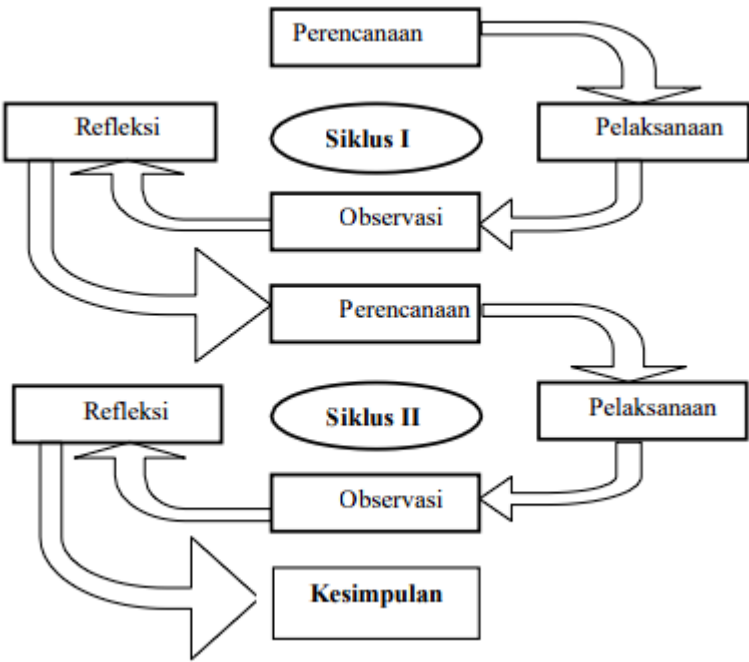 Perencanaan
Refleksi
Siklus I
Pelaksanaan
Observasi
Perencanaan
Refleksi
Siklus II
Pelaksanaan
Observasi
Kesimpulan